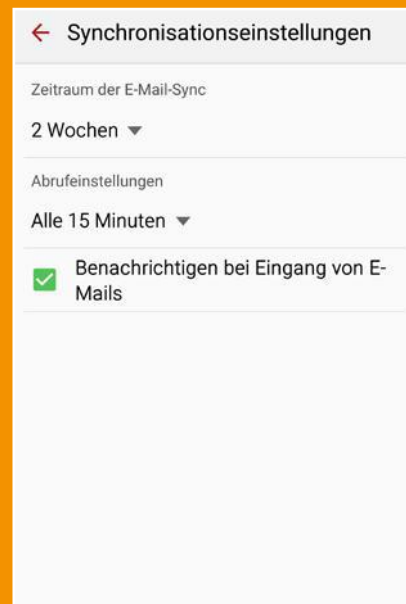 Synchronisationseinstellungen
Zeitraum der E-Mail-Sync
2 Wochen
Abrufeinstellungen
Alle 15 Minuten
Benachrichtigen bei Eingang von E-
Mails